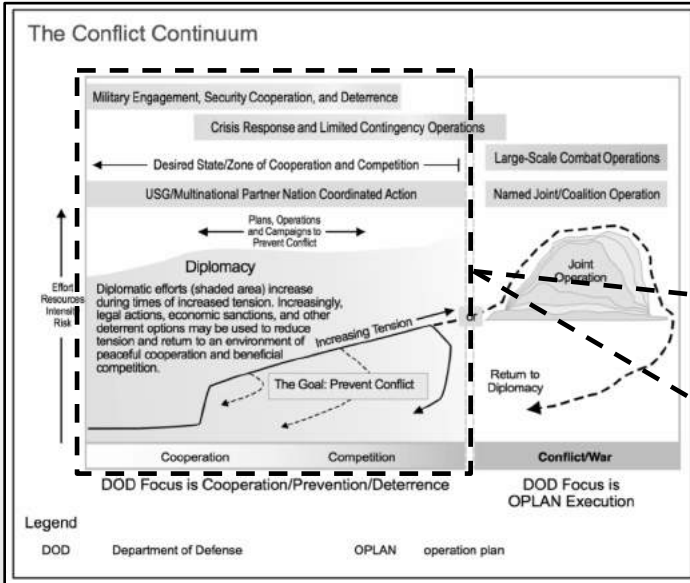 The Conflict Continuum
Military Engagement, Security Cooperation, and Deterrence
Crisis Response and Limited Contingency Operations
Desired State/Zone of Cooperation and Competition
Large-Scale Combat Operations
USG/Multinational Partner Nation Coordinated Action
Named Joint/Coalition Operation
Plans, Operations
and Campaigns to
Prevent Conflict
Effort
Resources
Intensity
Risk
Diplomacy
Diplomatic efforts (shaded area) increase
during times of increased tension. Increasingly,
legal actions, economic sanctions, and other
deterrent options may be used to reduce
tension and return to an environment of
peaceful cooperation and beneficial
competition.
Increasing Tension
or
Joint
Operation
The Goal: Prevent Conflict
Return to
Diplomacy
Cooperation
Competition
Conflict/War
DOD Focus is Cooperation/Prevention/Deterrence
DOD Focus is
OPLAN Execution
Legend
DOD Department of Defense OPLAN operation plan